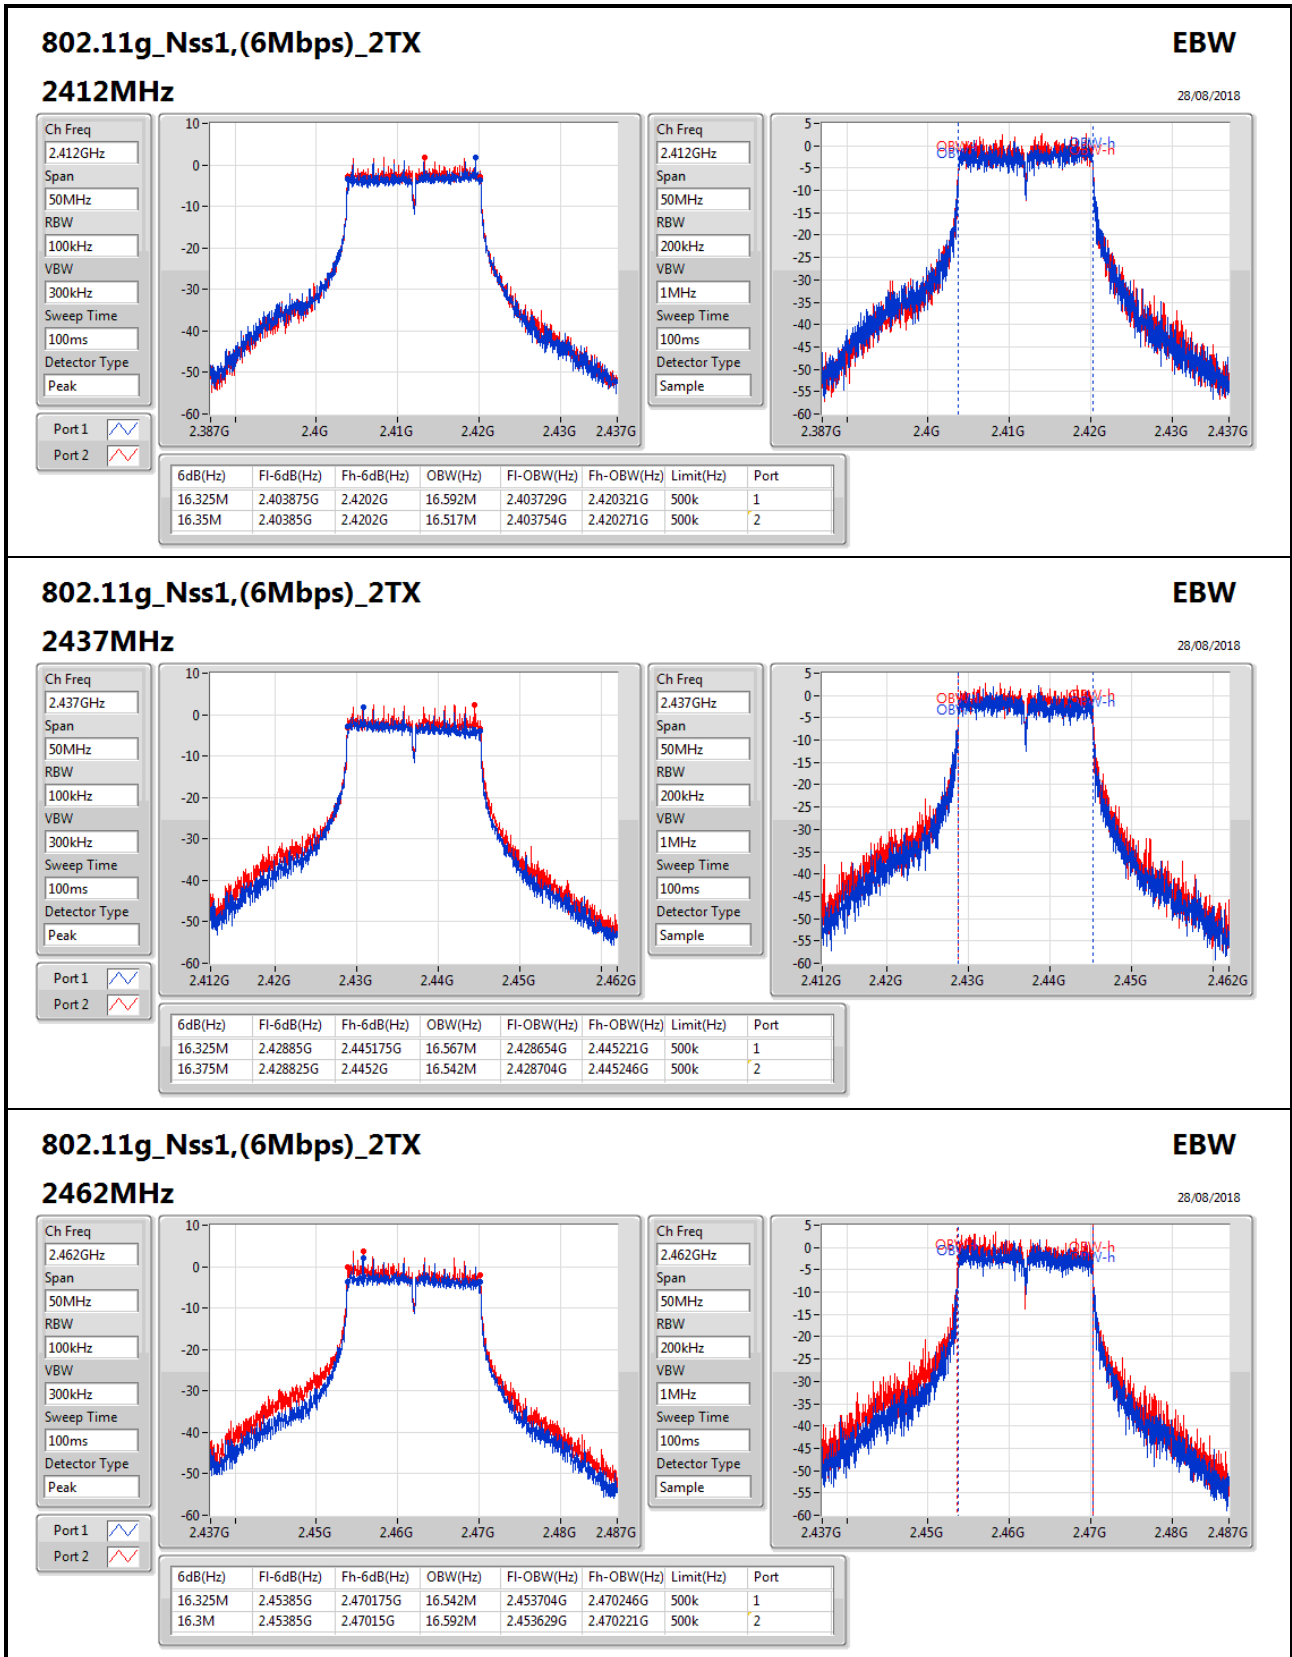 802.11g_Nss1,(6Mbps)_2TX EBW
2412MHz 28/08/2018
Ch Freq
2.412GHz
Span
50MHz
RBW
100kHz
VBW
300kHz
Sweep Time
100ms
Detector Type
Peak
Port 1
Port 2
10
0
-10
-20
-30
-40
-50
-60
2.387G 2.4G 2.41G 2.42G 2.43G 2.437G
Ch Freq
2.412GHz
Span
50MHz
RBW
200kHz
VBW
1MHz
Sweep Time
100ms
Detector Type
Sample
5
0
-5
-10
-15
-20
-25
-30
-35
-40
-45
-50
-55
-60
OBW-h
2.387G 2.4G 2.41G 2.42G 2.43G 2.437G
6dB(Hz) Fl-6dB(Hz) Fh-6dB(Hz) OBW(Hz) Fl-OBW(Hz) Fh-OBW(Hz) Limit(Hz) Port
16.325M 2.403875G 2.4202G 16.592M 2.403729G 2.420321G 500k 1
16.35M 2.40385G 2.4202G 16.517M 2.403754G 2.420271G 500k 2
802.11g_Nss1,(6Mbps)_2TX EBW
2437MHz 28/08/2018
Ch Freq
2.437GHz
Span
50MHz
RBW
100kHz
VBW
300kHz
Sweep Time
100ms
Detector Type
Peak
Port 1
Port 2
10
0
-10
-20
-30
-40
-50
-60
2.412G 2.42G 2.43G 2.44G 2.45G 2.462G
Ch Freq
2.437GHz
Span
50MHz
RBW
200kHz
VBW
1MHz
Sweep Time
100ms
Detector Type
Sample
5
0
-5
-10
-15
-20
-25
-30
-35
-40
-45
-50
-55
-60
OBW-h
2.412G 2.42G 2.43G 2.44G 2.45G 2.462G
6dB(Hz) Fl-6dB(Hz) Fh-6dB(Hz) OBW(Hz) Fl-OBW(Hz) Fh-OBW(Hz) Limit(Hz) Port
16.325M 2.42885G 2.445175G 16.567M 2.428654G 2.445221G 500k 1
16.375M 2.428825G 2.4452G 16.542M 2.428704G 2.445246G 500k 2
802.11g_Nss1,(6Mbps)_2TX EBW
2462MHz 28/08/2018
Ch Freq
2.462GHz
Span
50MHz
RBW
100kHz
VBW
300kHz
Sweep Time
100ms
Detector Type
Peak
Port 1
Port 2
10
0
-10
-20
-30
-40
-50
-60
2.437G 2.45G 2.46G 2.47G 2.48G 2.487G
Ch Freq
2.462GHz
Span
50MHz
RBW
200kHz
VBW
1MHz
Sweep Time
100ms
Detector Type
Sample
5
0
-5
-10
-15
-20
-25
-30
-35
-40
-45
-50
-55
-60
OBW-h
2.437G 2.45G 2.46G 2.47G 2.48G 2.487G
6dB(Hz) Fl-6dB(Hz) Fh-6dB(Hz) OBW(Hz) Fl-OBW(Hz) Fh-OBW(Hz) Limit(Hz) Port
16.325M 2.45385G 2.470175G 16.542M 2.453704G 2.470246G 500k 1
16.3M 2.45385G 2.47015G 16.592M 2.453629G 2.470221G 500k 2